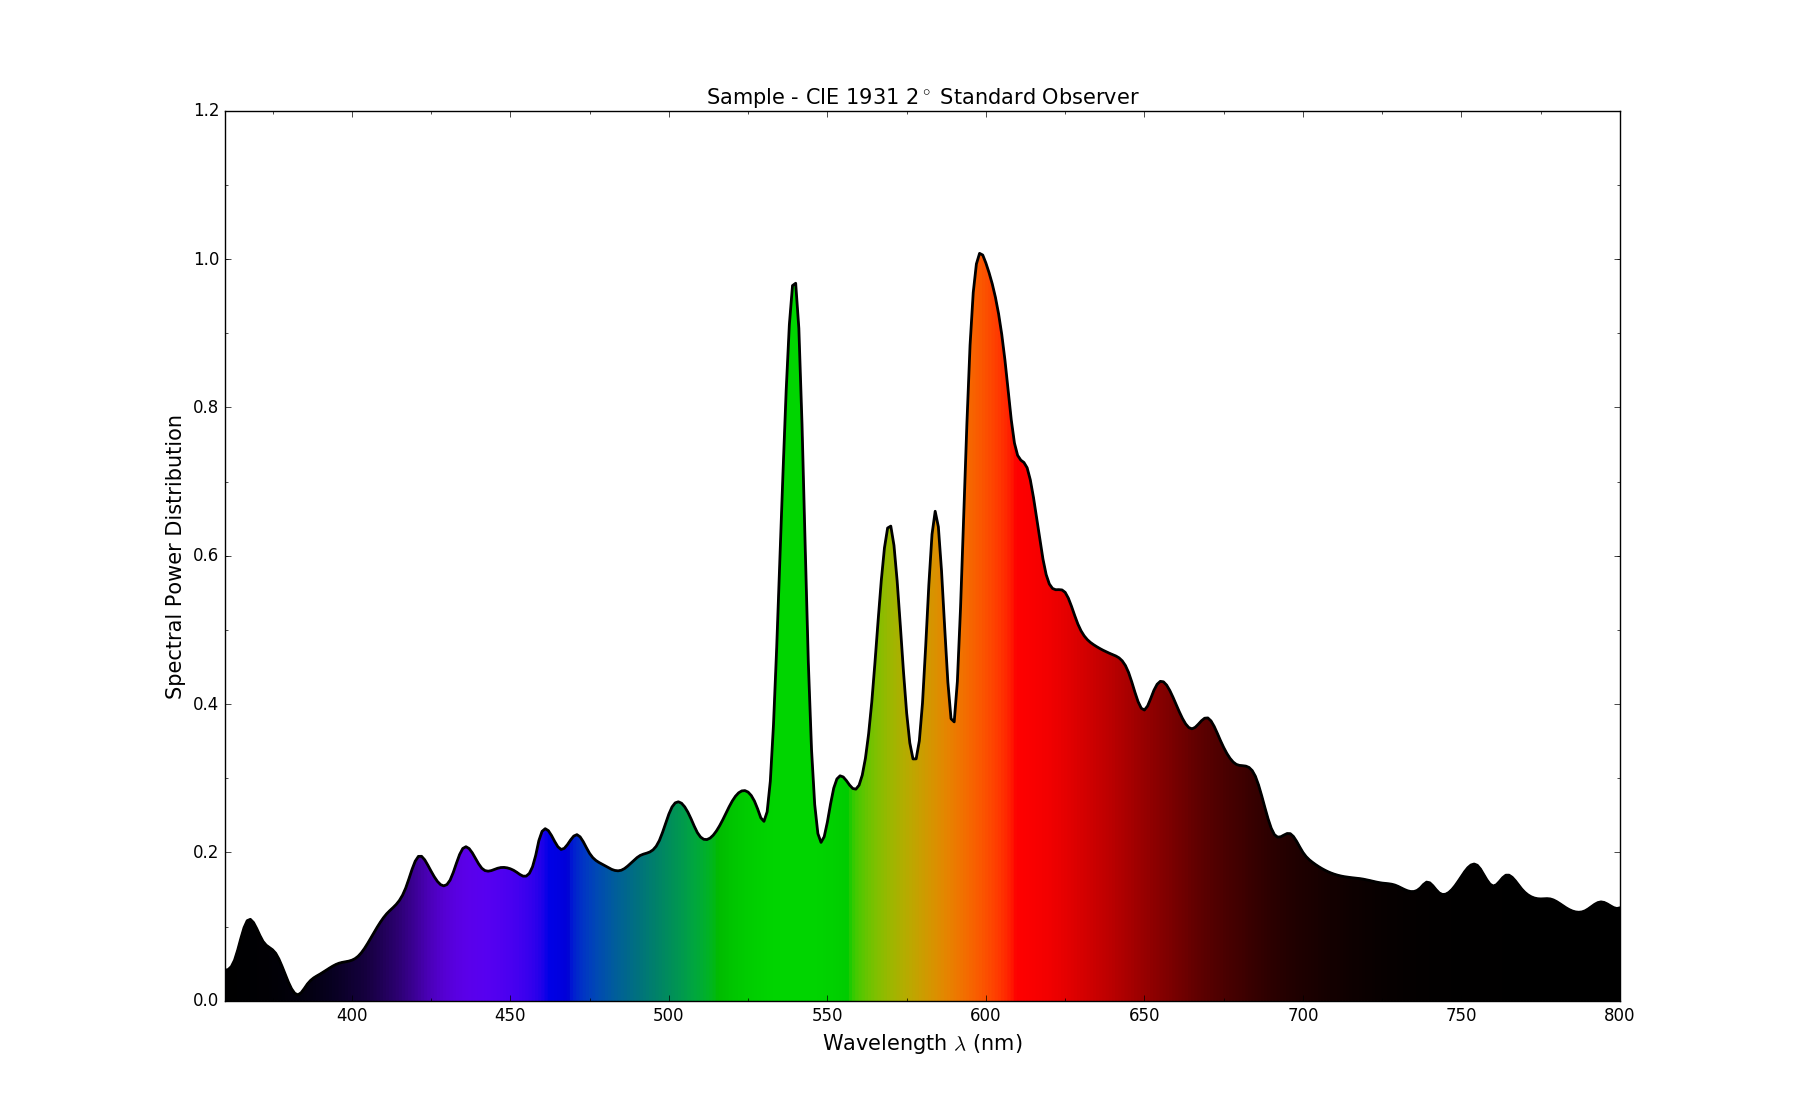 Sample - CIE 1931 2° Standard Observer
1.2
1.0
0.8
0.6
0.4
0.2
0.0
Spectral Power Distribution
400 450 500 550 600 650 700 750 800
Wavelength λ (nm)